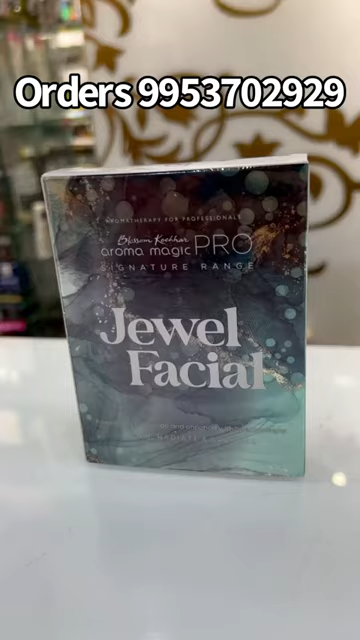 Orders 9953702929
AROMATHERAPY FOR PROFESSIONALS
Blossom Kochhar
aroma magic PRO
SIGNATURE RANGE
Jewel
Facial